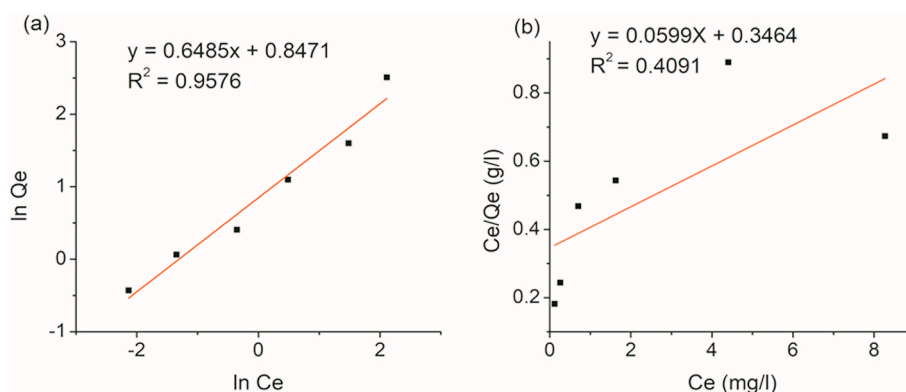 (a)
y = 0.6485x + 0.8471
R² = 0.9576
3
2
1
0
-1
ln Qe
-2
0
2
ln Ce
(b)
y = 0.0599X + 0.3464
R² = 0.4091
0.8
0.6
0.4
0.2
Ce/Qe (g/l)
0
2
4
6
8
Ce (mg/l)